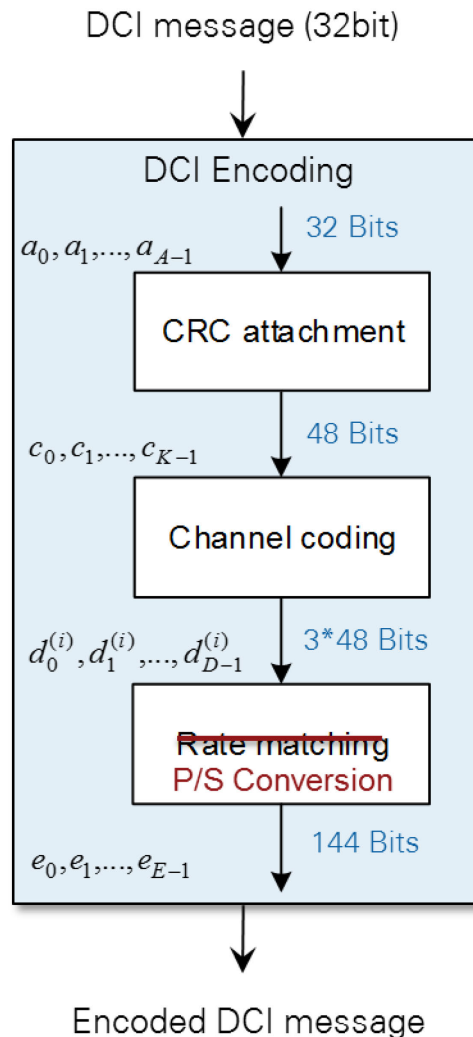 DCI message (32bit)
DCI Encoding
32 Bits
a_0, a_1, ..., a_{A-1}
CRC attachment
48 Bits
c_0, c_1, ..., c_{K-1}
Channel coding
3*48 Bits
d_0^{(i)}, d_1^{(i)}, ..., d_{D-1}^{(i)}
Rate matching
P/S Conversion
144 Bits
e_0, e_1, ..., e_{E-1}
Encoded DCI message